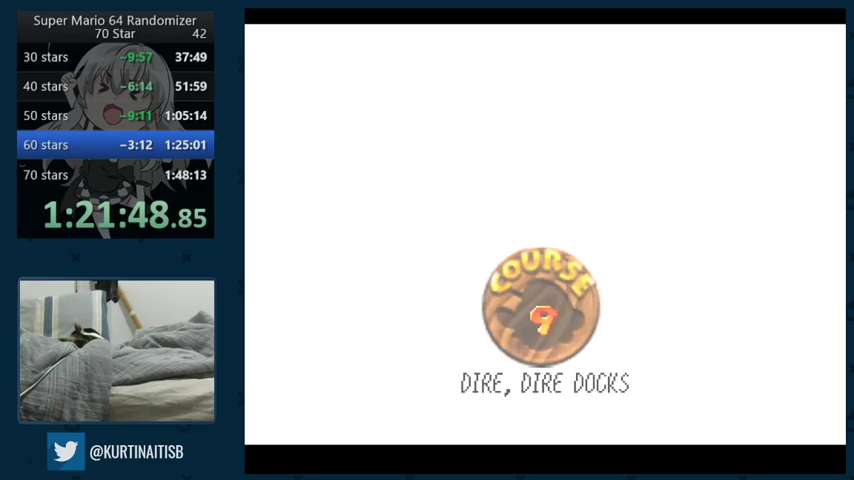 Super Mario 64 Randomizer
70 Star 42
30 stars -9:57 37:49
40 stars -6:14 51:59
50 stars -9:11 1:05:14
60 stars -3:12 1:25:01
70 stars 1:48:13
1:21:48.85
COURSE
9
DIRE, DIRE DOCKS
@KURTINAITISB